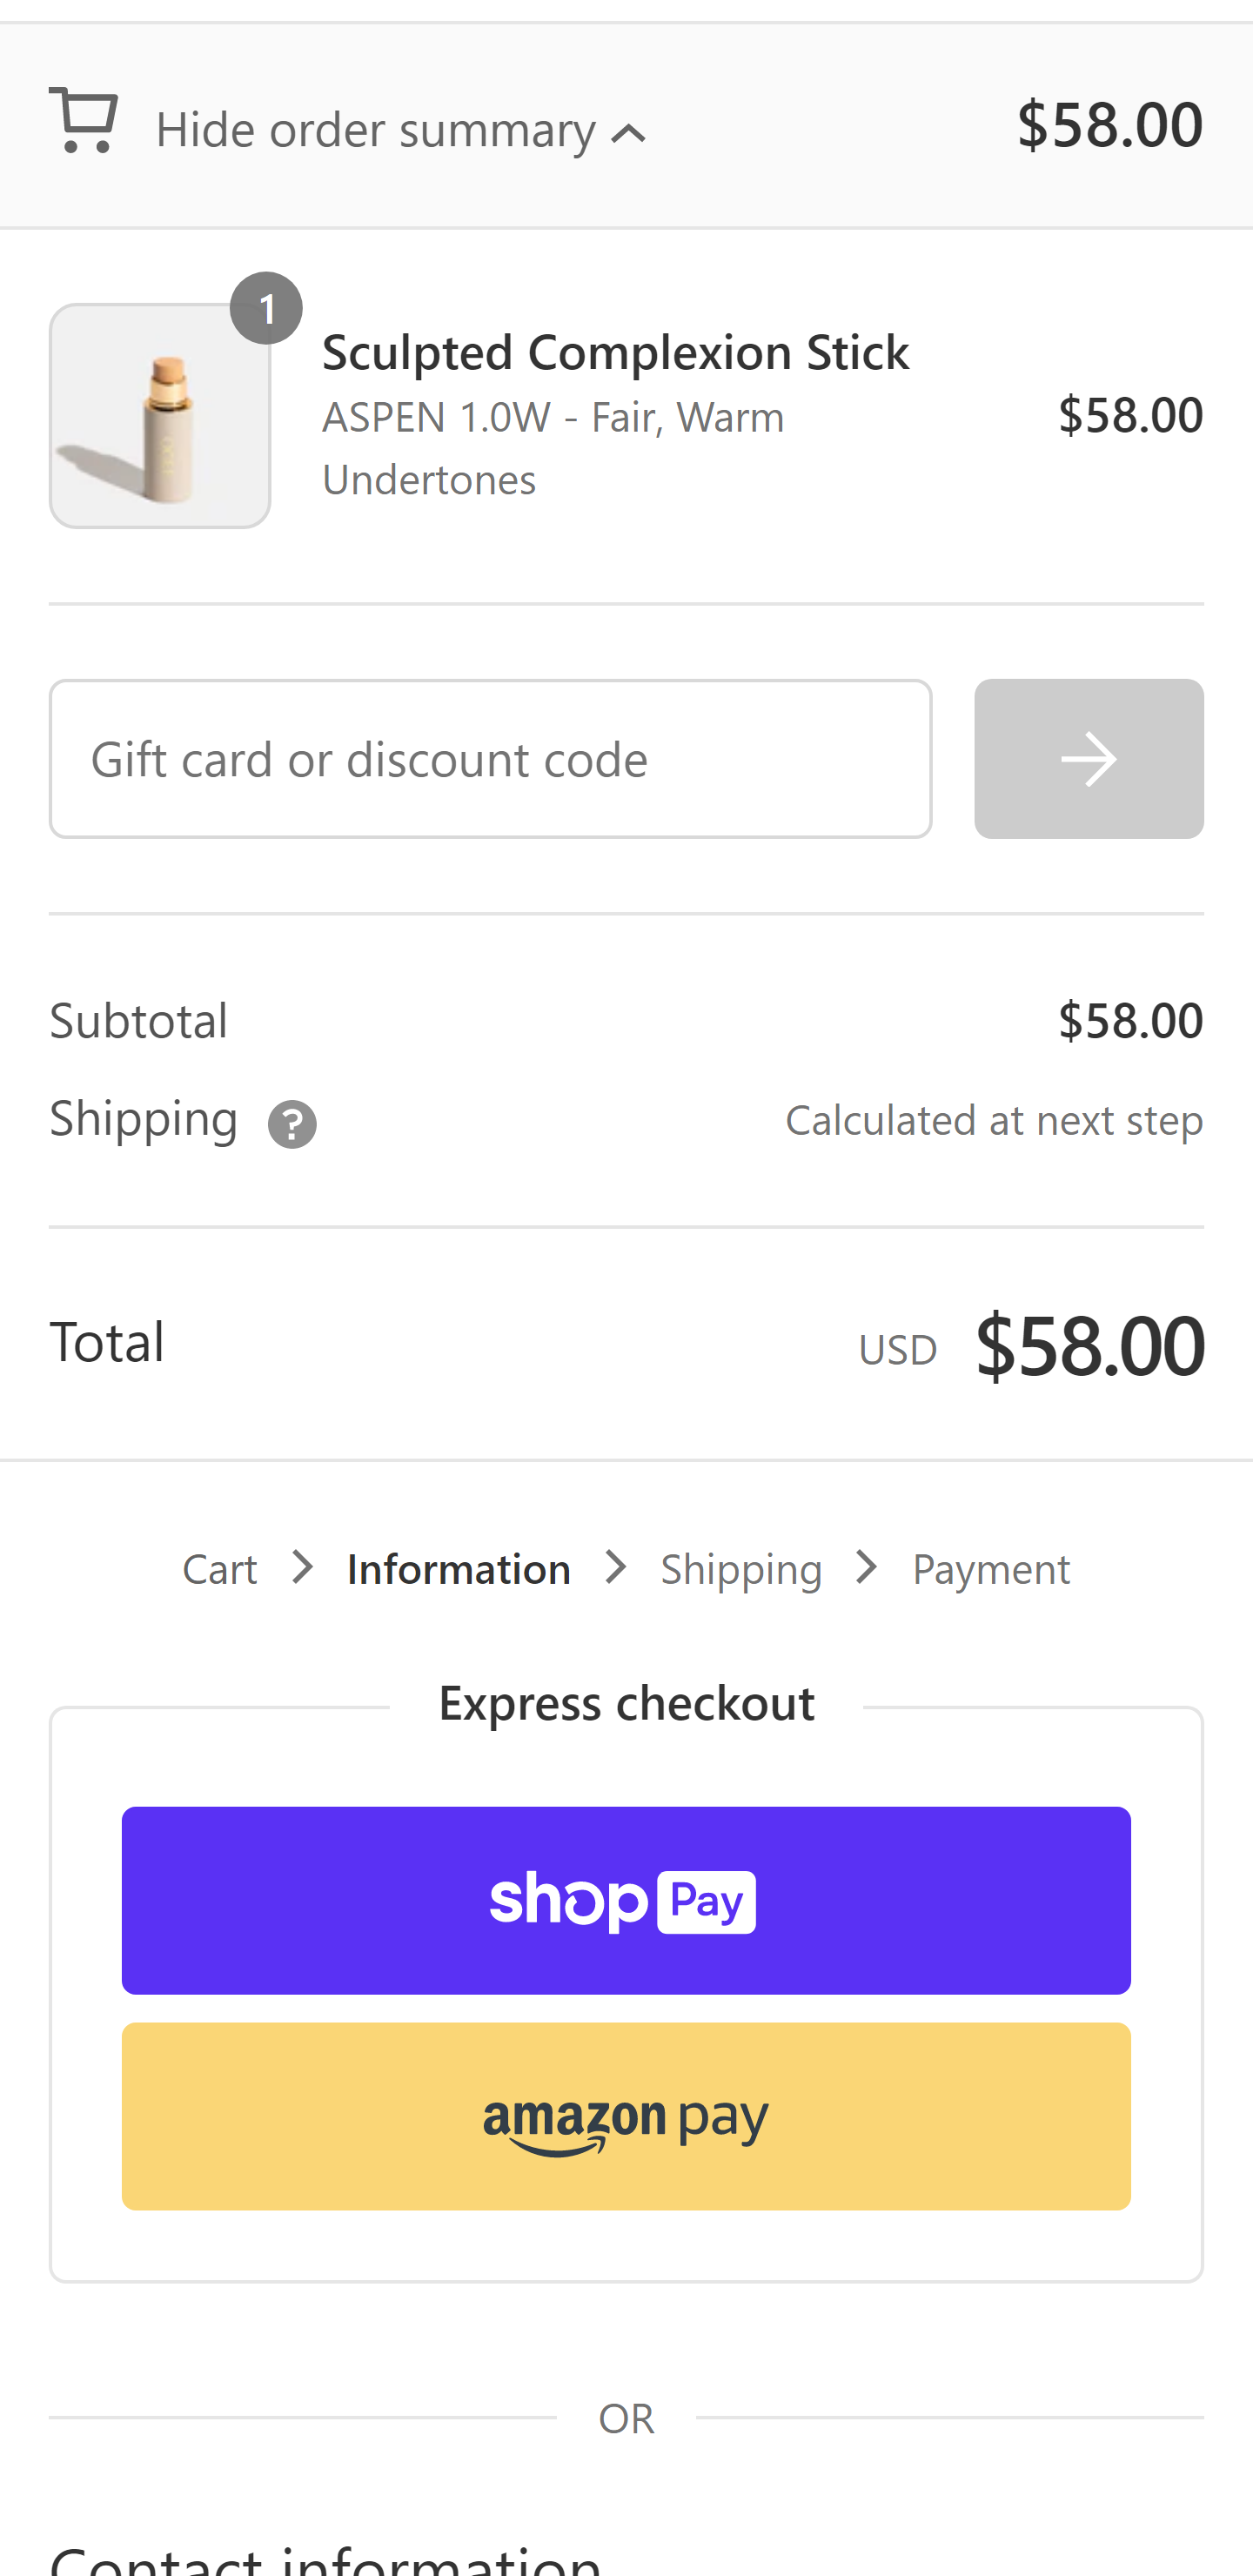 Hide order summary
$58.00
1
Sculpted Complexion Stick
ASPEN 1.0W - Fair, Warm
Undertones
$58.00
Gift card or discount code
Subtotal
$58.00
Shipping ?
Calculated at next step
Total
USD $58.00
Cart Information Shipping Payment
Express checkout
shop Pay
amazon pay
OR
Contact information